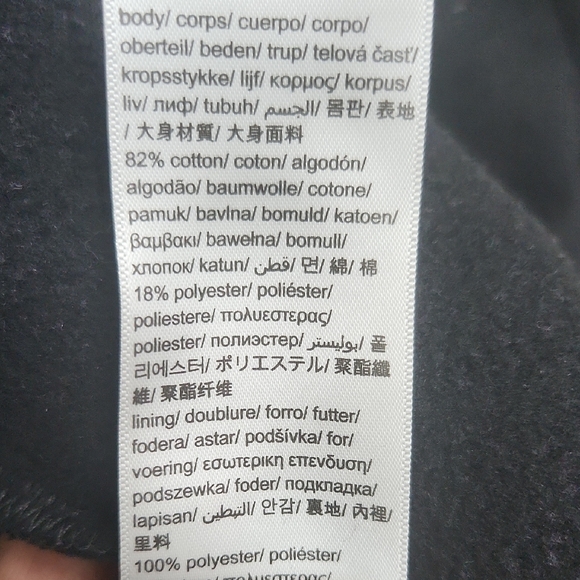 body/ corps/ cuerpo/ corpo/
oberteil/ beden/ trup/ telová časť/
kropsstykke/ lijf/ κορμος/ korpus/
liv/ лиф/ tubuh/ الجسم/ 몸판/ 表地
/ 大身材質/ 大身面料
82% cotton/ coton/ algodón/
algodão/ baumwolle/ cotone/
pamuk/ bavlna/ bomuld/ katoen/
βαμβακι/ bawełna/ bomull/
хлопок/ katun/ قطن/ 면/ 綿/ 棉
18% polyester/ poliéster/
poliestere/ πολυεστερας/
poliester/ полиэстер/ بوليستر/ 폴
리에스터/ ポリエステル/ 聚酯纖
維/ 聚酯纤维
lining/ doublure/ forro/ futter/
fodera/ astar/ podšívka/ for/
voering/ εσωτερικη επενδυση/
podszewka/ foder/ подкладка/
lapisan/ التبطين/ 안감/ 裏地/ 內裡/
里料
100% polyester/ poliéster/
πολυεστερας/